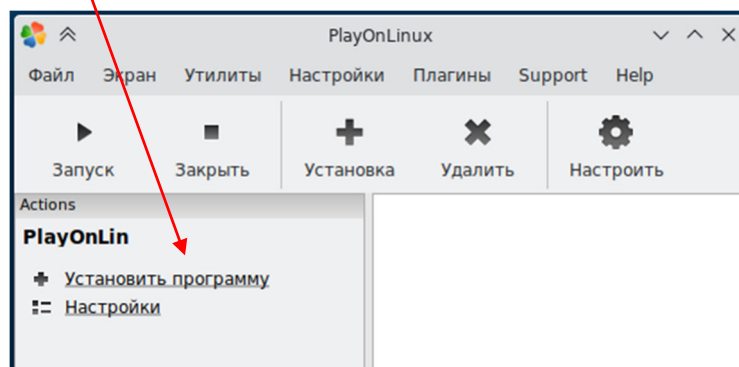 PlayOnLinux
Файл Экран Утилиты Настройки Плагины Support Help
Запуск Закрыть Установка Удалить Настроить
Actions
PlayOnLin
Установить программу
Настройки